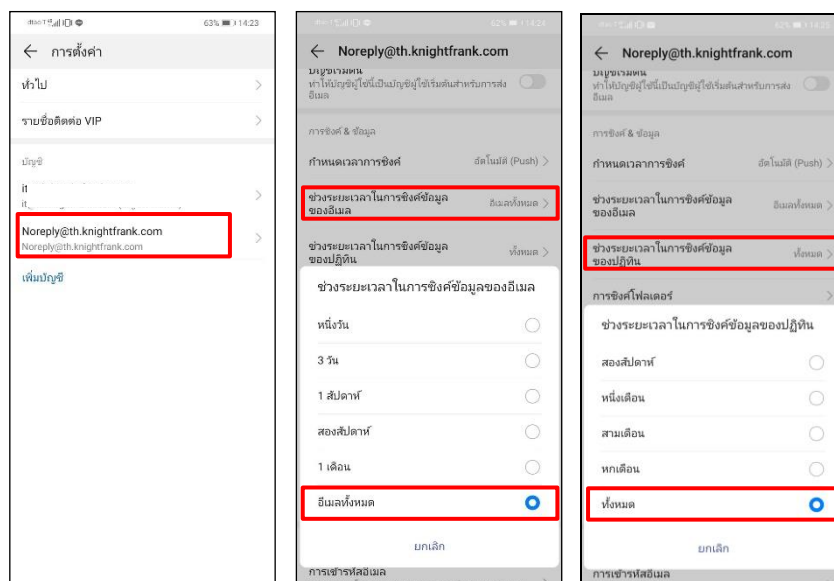 63% 14:23
การตั้งค่า
ทั่วไป
รายชื่อติดต่อ VIP
บัญชี
it
it_
Noreply@th.knightfrank.com
Noreply@th.knightfrank.com
เพิ่มบัญชี
62% 14:24
Noreply@th.knightfrank.com
บัญชีเริ่มต้น
ทำให้บัญชีผู้ใช้นี้เป็นบัญชีผู้ใช้เริ่มต้นสำหรับการส่ง
อีเมล
การซิงค์ & ข้อมูล
กำหนดเวลาการซิงค์ อัตโนมัติ (Push)
ช่วงระยะเวลาในการซิงค์ข้อมูล
ของอีเมล
อีเมลทั้งหมด
ช่วงระยะเวลาในการซิงค์ข้อมูล
ของปฏิทิน
ทั้งหมด
ช่วงระยะเวลาในการซิงค์ข้อมูลของอีเมล
หนึ่งวัน
3 วัน
1 สัปดาห์
สองสัปดาห์
1 เดือน
อีเมลทั้งหมด
ยกเลิก
การเข้ารหัสอีเมล
Noreply@th.knightfrank.com
บัญชีเริ่มต้น
ทำให้บัญชีผู้ใช้นี้เป็นบัญชีผู้ใช้เริ่มต้นสำหรับการส่ง
อีเมล
การซิงค์ & ข้อมูล
กำหนดเวลาการซิงค์ อัตโนมัติ (Push)
ช่วงระยะเวลาในการซิงค์ข้อมูล
ของอีเมล
อีเมลทั้งหมด
ช่วงระยะเวลาในการซิงค์ข้อมูล
ของปฏิทิน
ทั้งหมด
การซิงค์โฟลเดอร์
ช่วงระยะเวลาในการซิงค์ข้อมูลของปฏิทิน
สองสัปดาห์
หนึ่งเดือน
สามเดือน
หกเดือน
ทั้งหมด
ยกเลิก
การเข้ารหัสอีเมล